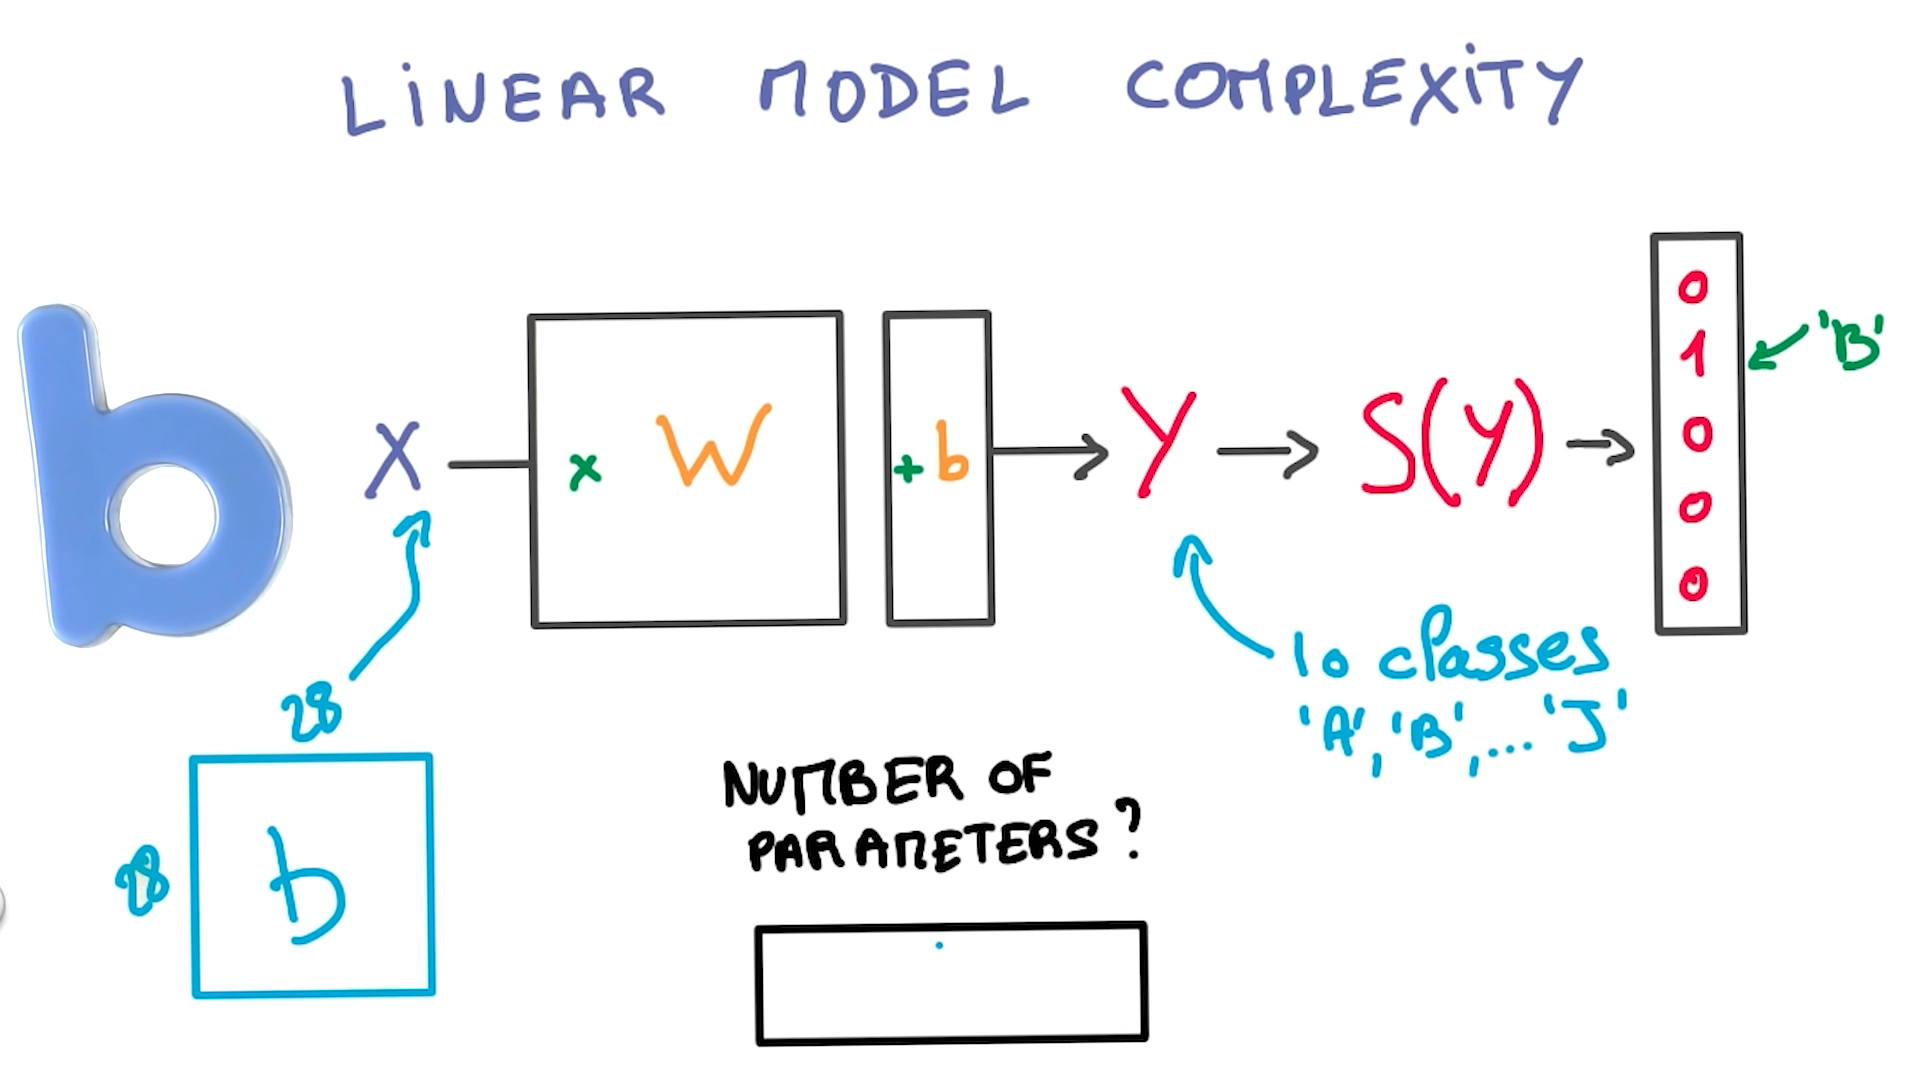 LINEAR MODEL COMPLEXITY
b
X
x W
+ b
Y
S(Y)
0
1
0
0
0
'B'
28
28
b
10 classes
'A', 'B', ... 'J'
NUMBER OF
PARAMETERS?